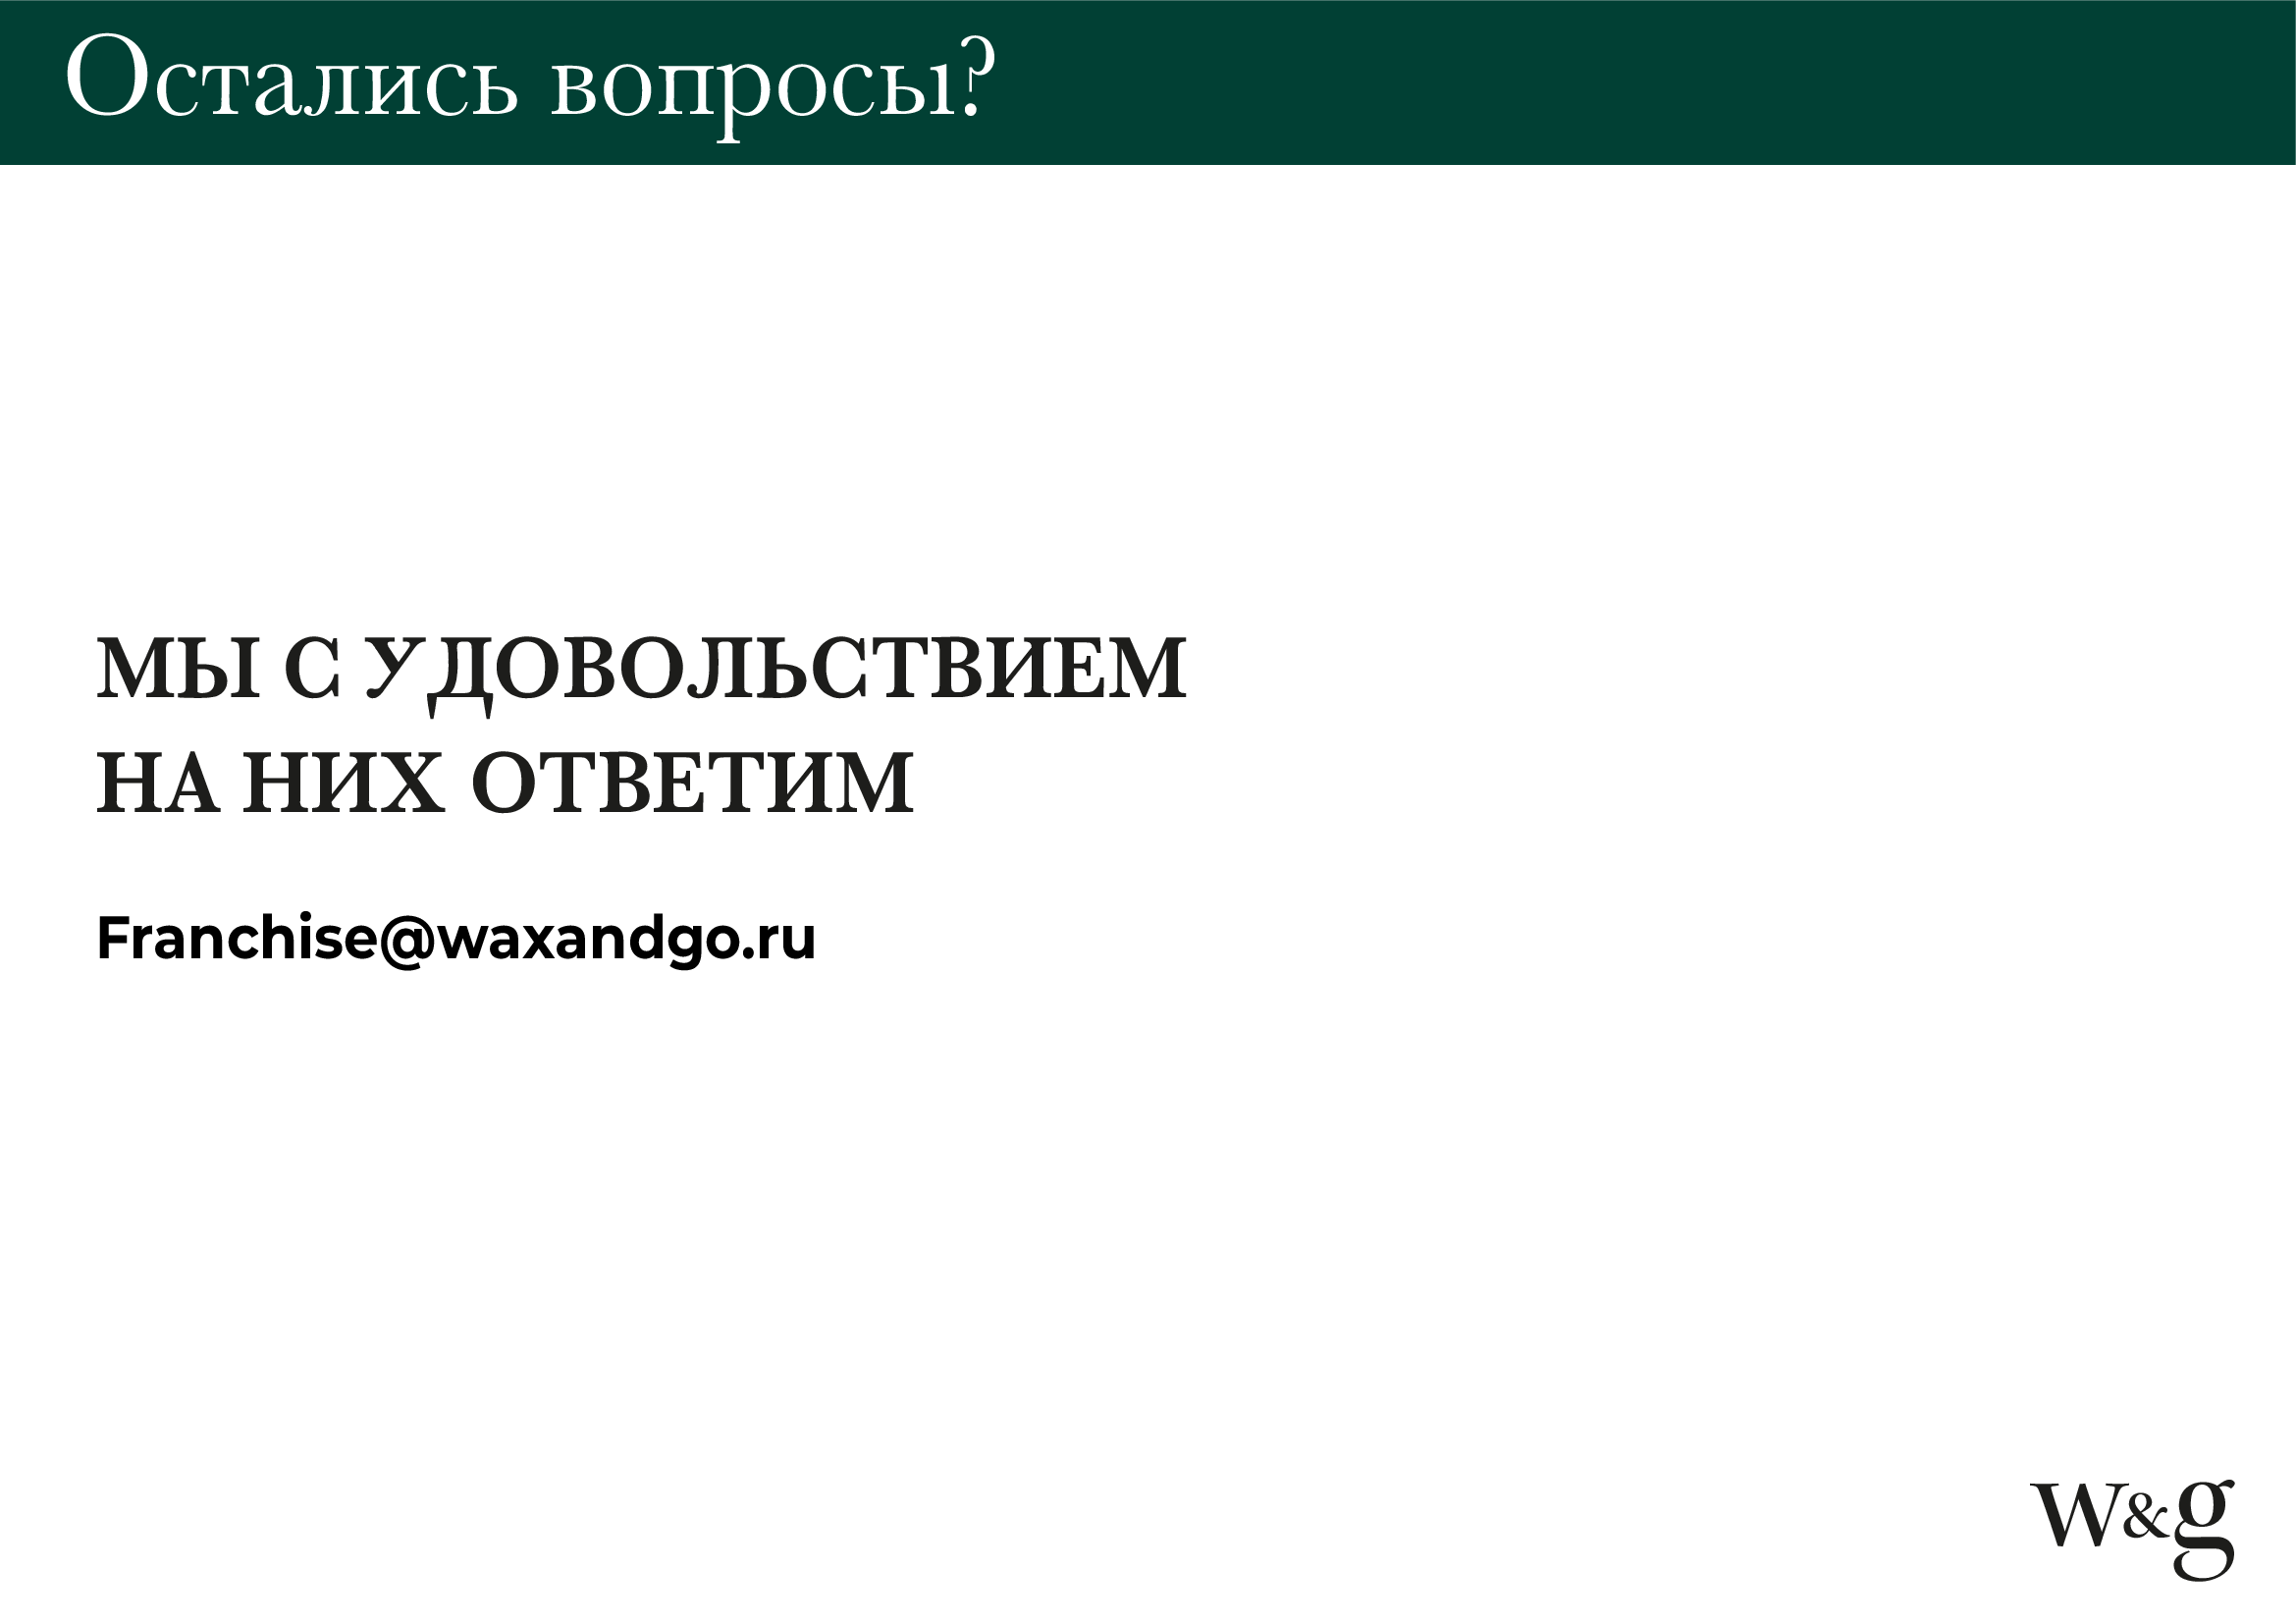 Остались вопросы?
МЫ С УДОВОЛЬСТВИЕМ
НА НИХ ОТВЕТИМ
Franchise@waxandgo.ru
w&g